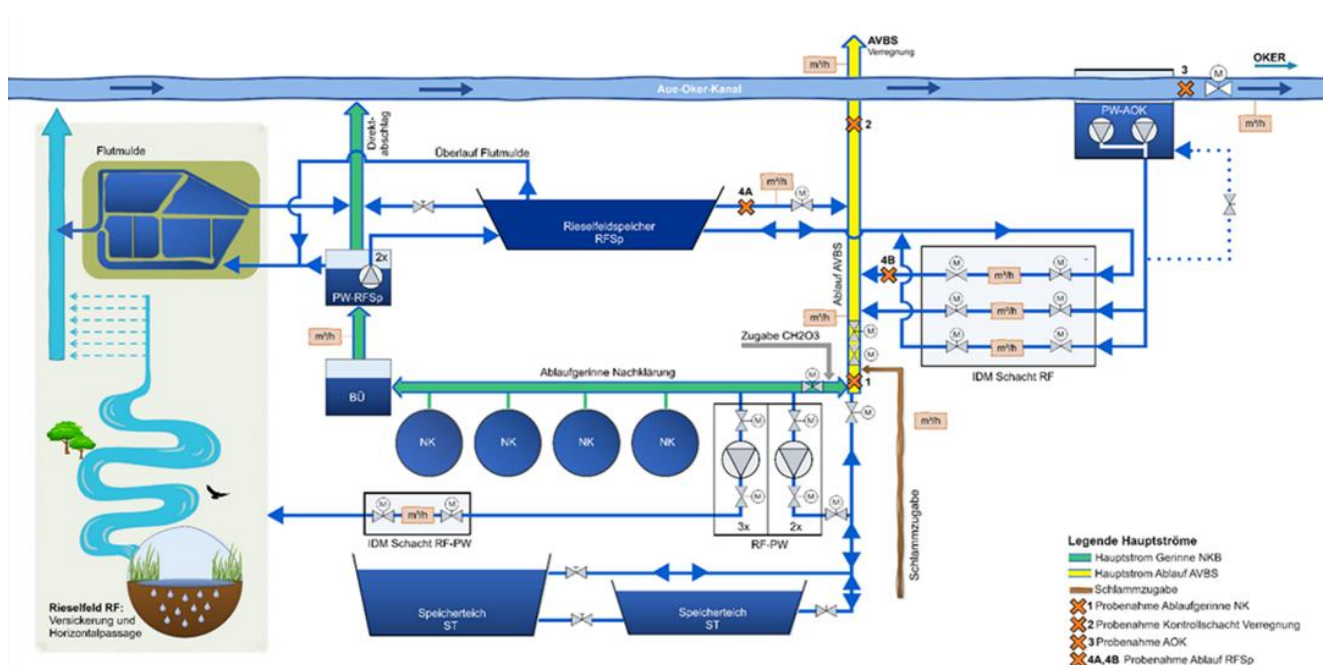 AVBS
Verregnung
m³/h
OKER
3
M
Aue-Oker-Kanal
m³/h
PW-AOK
Flutmulde
Direkt-
abschlag
Überlauf Flutmulde
2
4A
m³/h
M
Rieselfeldspeicher
RFSp
2x
PW-RFSp
4B
M
m³/h
M
M
m³/h
M
M
m³/h
M
IDM Schacht RF
Ablauf AVBS
m³/h
m³/h
Zugabe CH2O3
M
M
BÜ
Ablaufgerinne Nachklärung
M
1
M
m³/h
NK
NK
NK
NK
M
M
M
M
M
3x
2x
RF-PW
M
m³/h
M
IDM Schacht RF-PW
Schlammzugabe
Speicherteich
ST
Speicherteich
ST
Rieselfeld RF:
Versickerung und
Horizontalpassage
Legende Hauptströme
Hauptstrom Gerinne NKB
Hauptstrom Ablauf AVBS
Schlammzugabe
1 Probenahme Ablaufgerinne NK
2 Probenahme Kontrollschacht Verregnung
3 Probenahme AOK
4A,4B Probenahme Ablauf RFSp